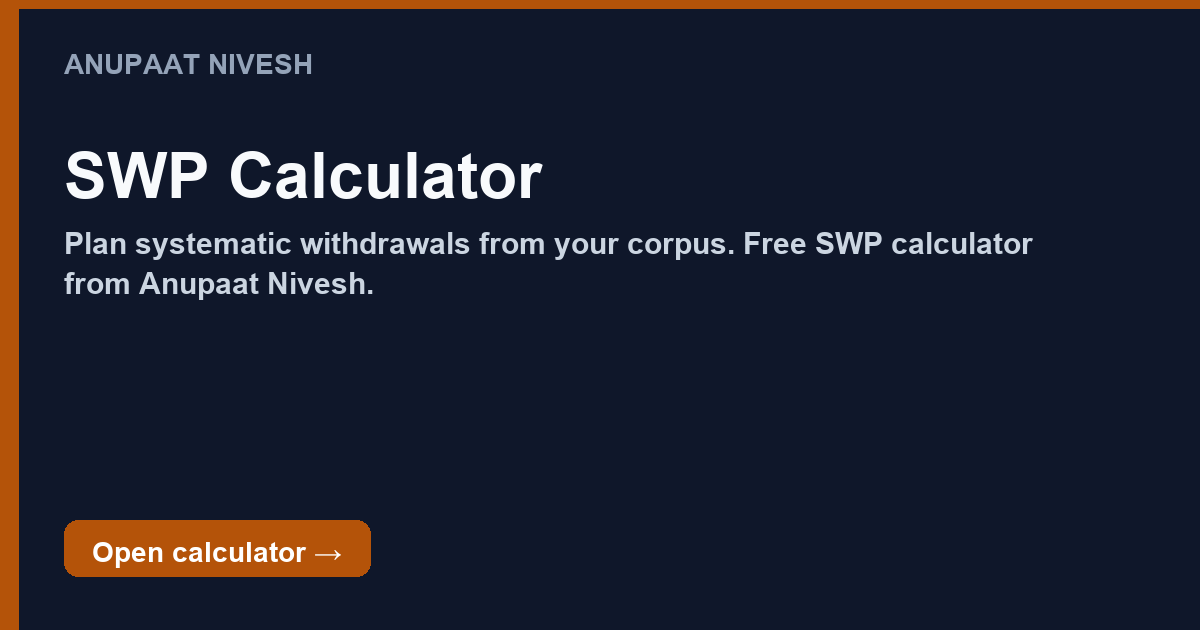 ANUPAAT NIVESH
SWP Calculator
Plan systematic withdrawals from your corpus. Free SWP calculator
from Anupaat Nivesh.
Open calculator →